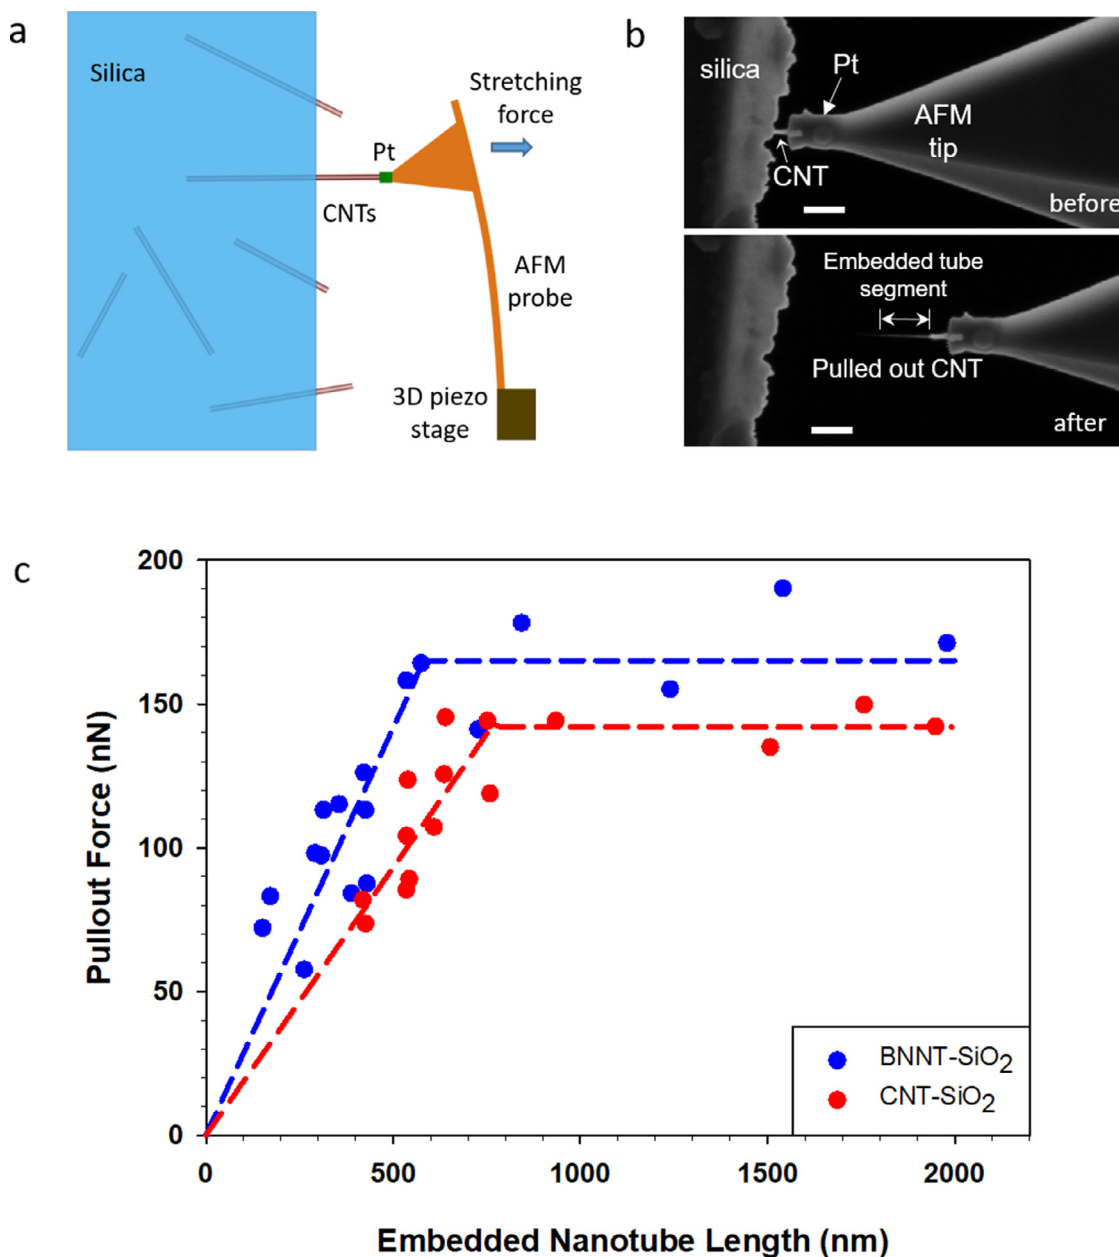 a
Silica
Stretching
force
Pt
CNTs
AFM
probe
3D piezo
stage
b
silica
Pt
AFM
tip
CNT
before
Embedded tube
segment
Pulled out CNT
after
c
200
150
100
50
0
Pullout Force (nN)
0 500 1000 1500 2000
Embedded Nanotube Length (nm)
BNNT-SiO2
CNT-SiO2